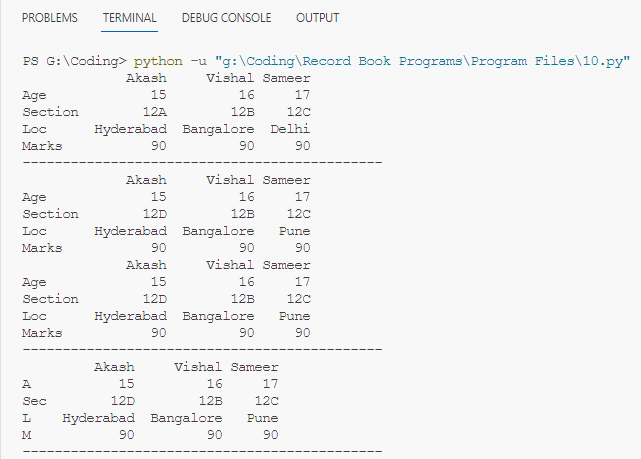 PROBLEMS TERMINAL DEBUG CONSOLE OUTPUT
PS G:\Coding> python -u "g:\Coding\Record Book Programs\Program Files\10.py"
             Akash     Vishal Sameer
Age             15         16     17
Section        12A        12B    12C
Loc      Hyderabad  Bangalore  Delhi
Marks           90         90     90
---------------------------------------------
             Akash     Vishal Sameer
Age             15         16     17
Section        12D        12B    12C
Loc      Hyderabad  Bangalore   Pune
Marks           90         90     90
             Akash     Vishal Sameer
Age             15         16     17
Section        12D        12B    12C
Loc      Hyderabad  Bangalore   Pune
Marks           90         90     90
---------------------------------------------
         Akash     Vishal Sameer
A           15         16     17
Sec        12D        12B    12C
L    Hyderabad  Bangalore   Pune
M           90         90     90
---------------------------------------------